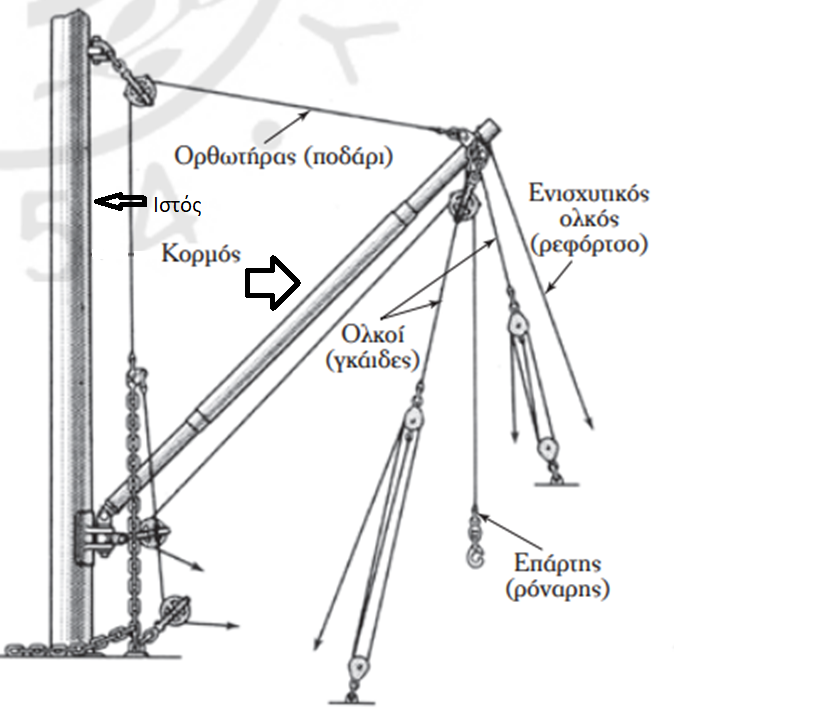 Ορθωτήρας (ποδάρι)
Ιστός
Κορμός
Ενισχυτικός
ολκός
(ρεφόρτσο)
Ολκοί
(γκάιδες)
Επάρτης
(ρόναρης)